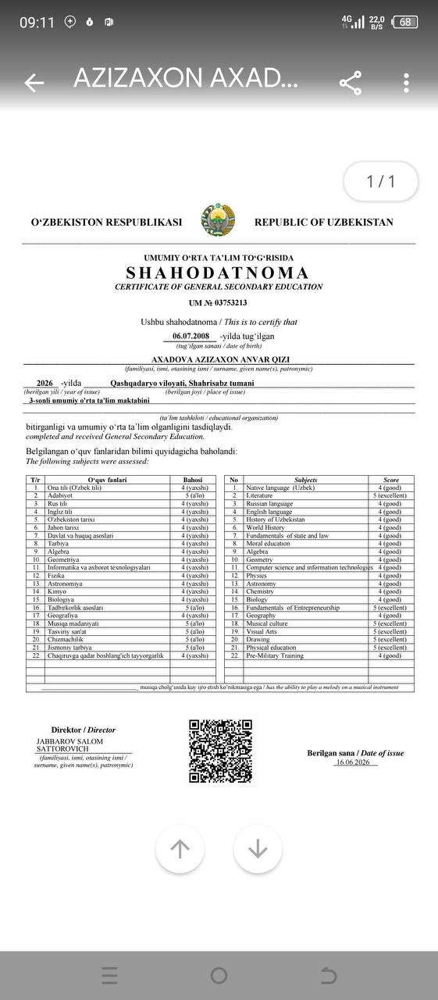 09:11 4G 22,0 B/S 68
AZIZAXON AXAD...
1 / 1
O‘ZBEKISTON RESPUBLIKASI REPUBLIC OF UZBEKISTAN
UMUMIY O‘RTA TA’LIM TO‘G‘RISIDA
SHAHODATNOMA
CERTIFICATE OF GENERAL SECONDARY EDUCATION
UM № 03753213
Ushbu shahodatnoma / This is to certify that
06.07.2008 -yilda tug‘ilgan
(tug‘ilgan sanasi / date of birth)
AXADOVA AZIZAXON ANVAR QIZI
(familiyasi, ismi, otasining ismi / surname, given name(s), patronymic)
2026 -yilda Qashqadaryo viloyati, Shahrisabz tumani
(berilgan yili / year of issue) (berilgan joyi / place of issue)
3-sonli umumiy o'rta ta'lim maktabini
(ta’lim tashkiloti / educational organization)
bitirganligi va umumiy o‘rta ta’lim olganligini tasdiqlaydi.
completed and received General Secondary Education.
Belgilangan o‘quv fanlaridan bilimi quyidagicha baholandi:
The following subjects were assessed:
T/r O‘quv fanlari Bahosi No Subjects Score
1. Ona tili (O'zbek tili) 4 (yaxshi) 1. Native language (Uzbek) 4 (good)
2. Adabiyot 5 (a'lo) 2. Literature 5 (excellent)
3. Rus tili 4 (yaxshi) 3. Russian language 4 (good)
4. Ingliz tili 4 (yaxshi) 4. English language 4 (good)
5. O'zbekiston tarixi 4 (yaxshi) 5. History of Uzbekistan 4 (good)
6. Jahon tarixi 4 (yaxshi) 6. World History 4 (good)
7. Davlat va huquq asoslari 4 (yaxshi) 7. Fundamentals of state and law 4 (good)
8. Tarbiya 4 (yaxshi) 8. Moral education 4 (good)
9. Algebra 4 (yaxshi) 9. Algebra 4 (good)
10. Geometriya 4 (yaxshi) 10. Geometry 4 (good)
11. Informatika va axborot texnologiyalari 4 (yaxshi) 11. Computer science and information technologies 4 (good)
12. Fizika 4 (yaxshi) 12. Physics 4 (good)
13. Astronomiya 4 (yaxshi) 13. Astronomy 4 (good)
14. Kimyo 4 (yaxshi) 14. Chemistry 4 (good)
15. Biologiya 4 (yaxshi) 15. Biology 4 (good)
16. Tadbirkorlik asoslari 5 (a'lo) 16. Fundamentals of Entrepreneurship 5 (excellent)
17. Geografiya 4 (yaxshi) 17. Geography 4 (good)
18. Musiqa madaniyati 5 (a'lo) 18. Musical culture 5 (excellent)
19. Tasviriy san'at 5 (a'lo) 19. Visual Arts 5 (excellent)
20. Chizmachilik 5 (a'lo) 20. Drawing 5 (excellent)
21. Jismoniy tarbiya 5 (a'lo) 21. Physical education 5 (excellent)
22. Chaqiruvga qadar boshlang'ich tayyorgarlik 4 (yaxshi) 22. Pre-Military Training 4 (good)
musiqa cholg‘usida kuy ijro etish ko‘nikmasiga ega / has the ability to play a melody on a musical instrument
Direktor / Director
JABBAROV SALOM
SATTOROVICH
(familiyasi, ismi, otasining ismi /
surname, given name(s), patronymic)
Berilgan sana / Date of issue
16.06.2026